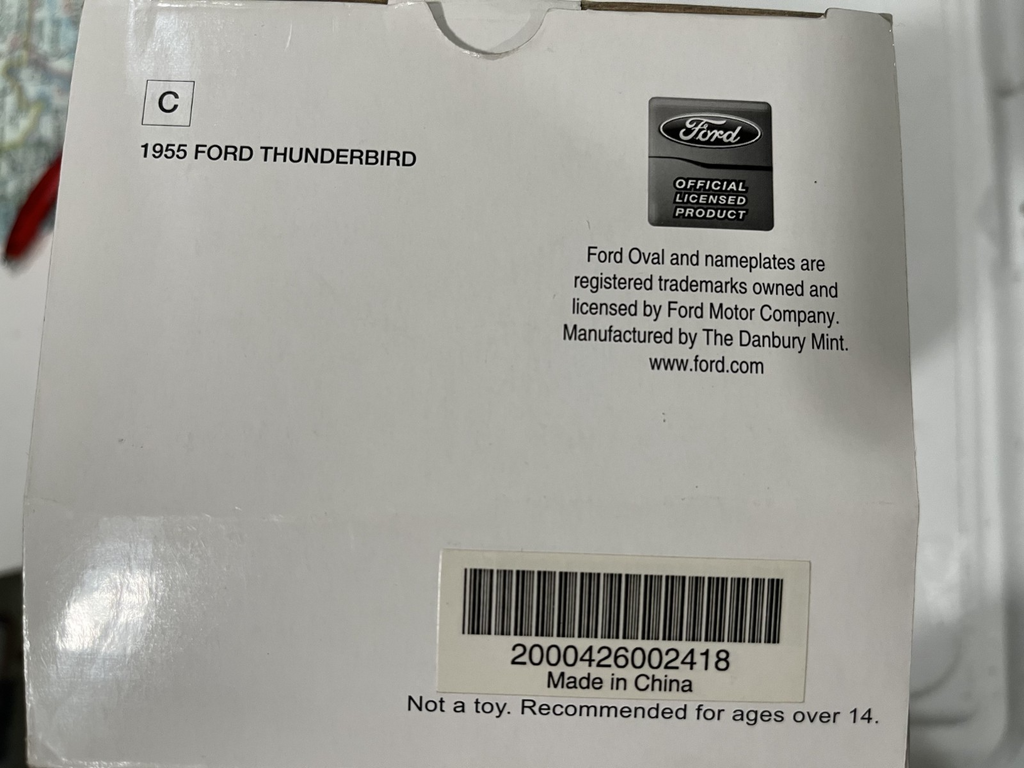 C
1955 FORD THUNDERBIRD
Ford
OFFICIAL
LICENSED
PRODUCT
Ford Oval and nameplates are
registered trademarks owned and
licensed by Ford Motor Company.
Manufactured by The Danbury Mint.
www.ford.com
2000426002418
Made in China
Not a toy. Recommended for ages over 14.